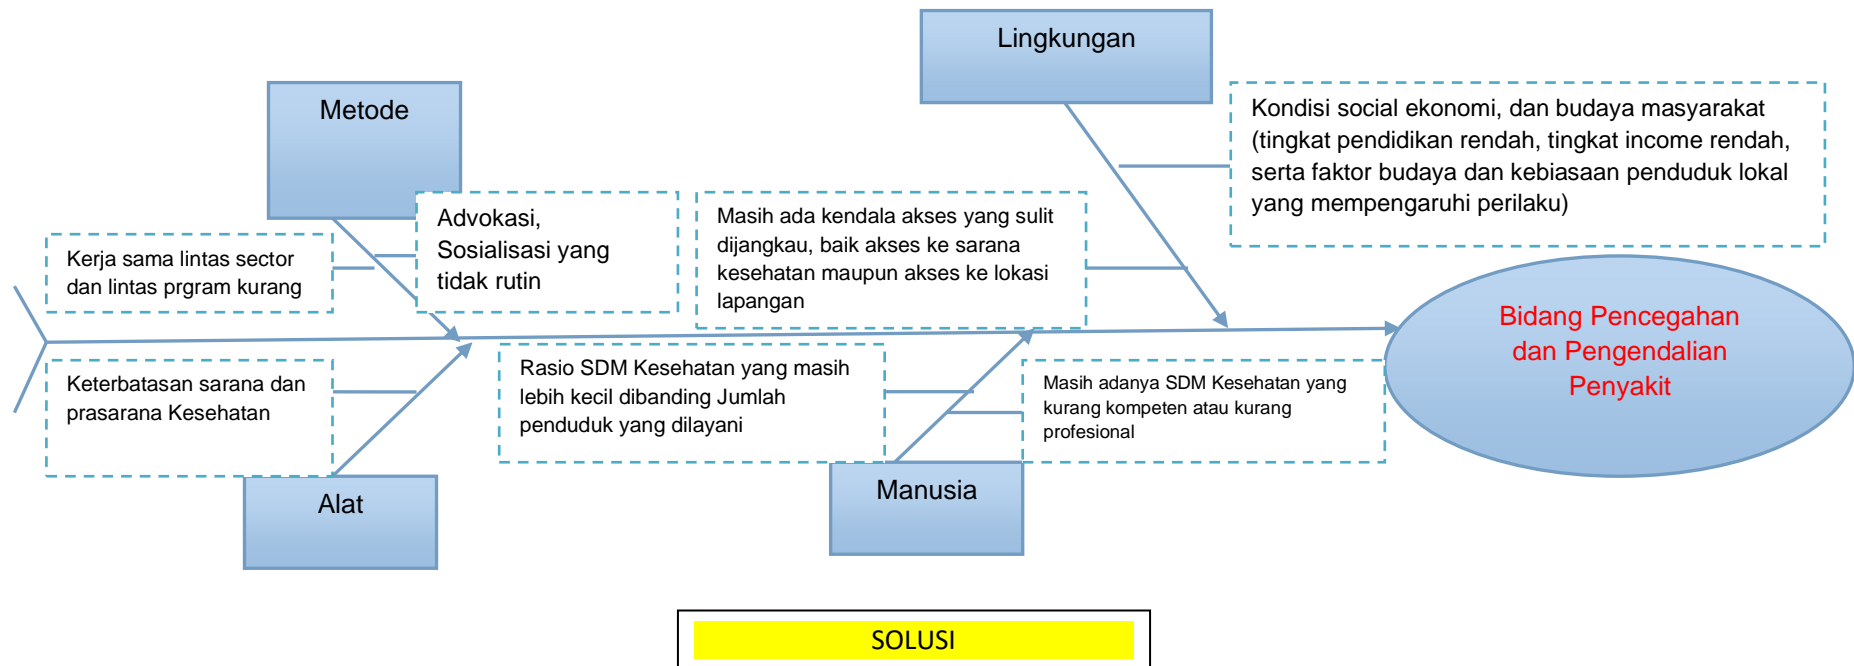 Lingkungan
Metode
Kondisi social ekonomi, dan budaya masyarakat
(tingkat pendidikan rendah, tingkat income rendah,
serta faktor budaya dan kebiasaan penduduk lokal
yang mempengaruhi perilaku)
Kerja sama lintas sector
dan lintas prgram kurang
Advokasi,
Sosialisasi yang
tidak rutin
Masih ada kendala akses yang sulit
dijangkau, baik akses ke sarana
kesehatan maupun akses ke lokasi
lapangan
Bidang Pencegahan
dan Pengendalian
Penyakit
Keterbatasan sarana dan
prasarana Kesehatan
Rasio SDM Kesehatan yang masih
lebih kecil dibanding Jumlah
penduduk yang dilayani
Masih adanya SDM Kesehatan yang
kurang kompeten atau kurang
profesional
Alat
Manusia
SOLUSI